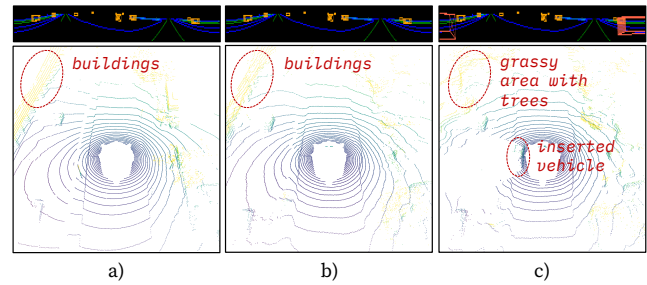 buildings
buildings
grassy
area with
trees
inserted
vehicle
a)
b)
c)